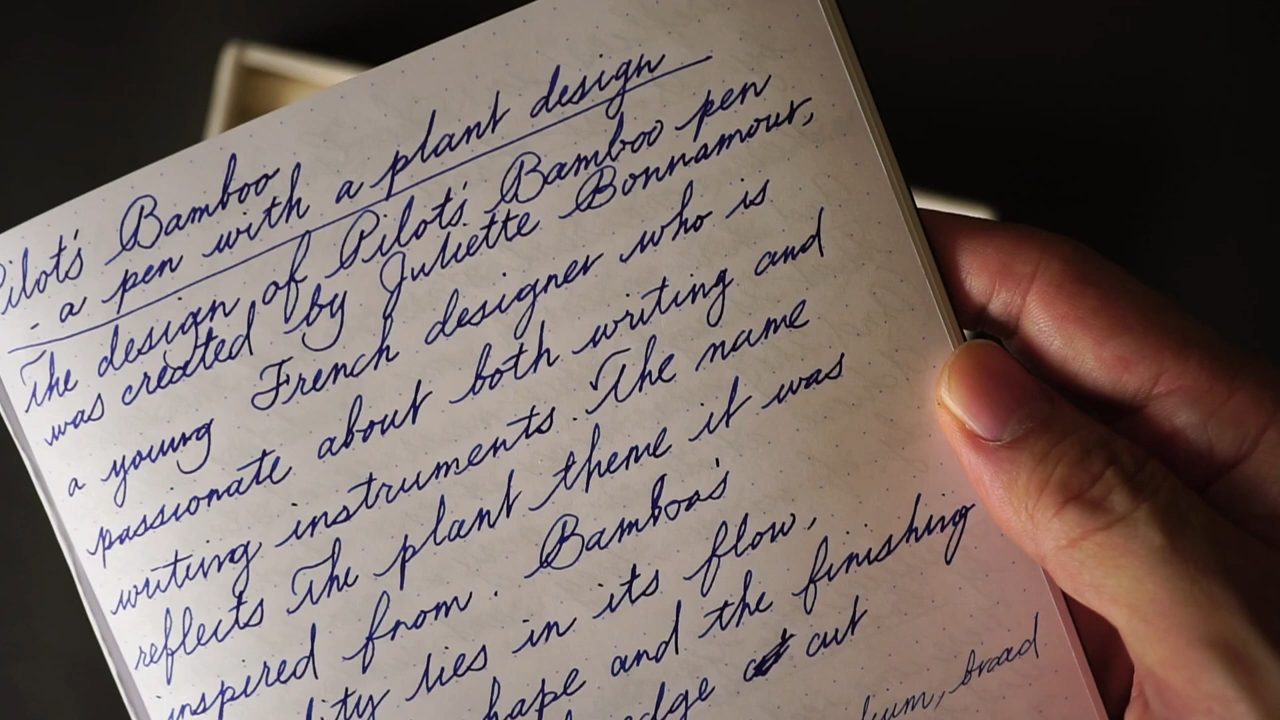 Pilot's Bamboo
- a pen with a plant design
The design of Pilot's Bamboo pen
was created by Juliette Bonnamour,
a young French designer who is
passionate about both writing and
writing instruments. The name
reflects the plant theme it was
inspired from. Bamboo's
lies in its flow,
and the finishing
cut
broad